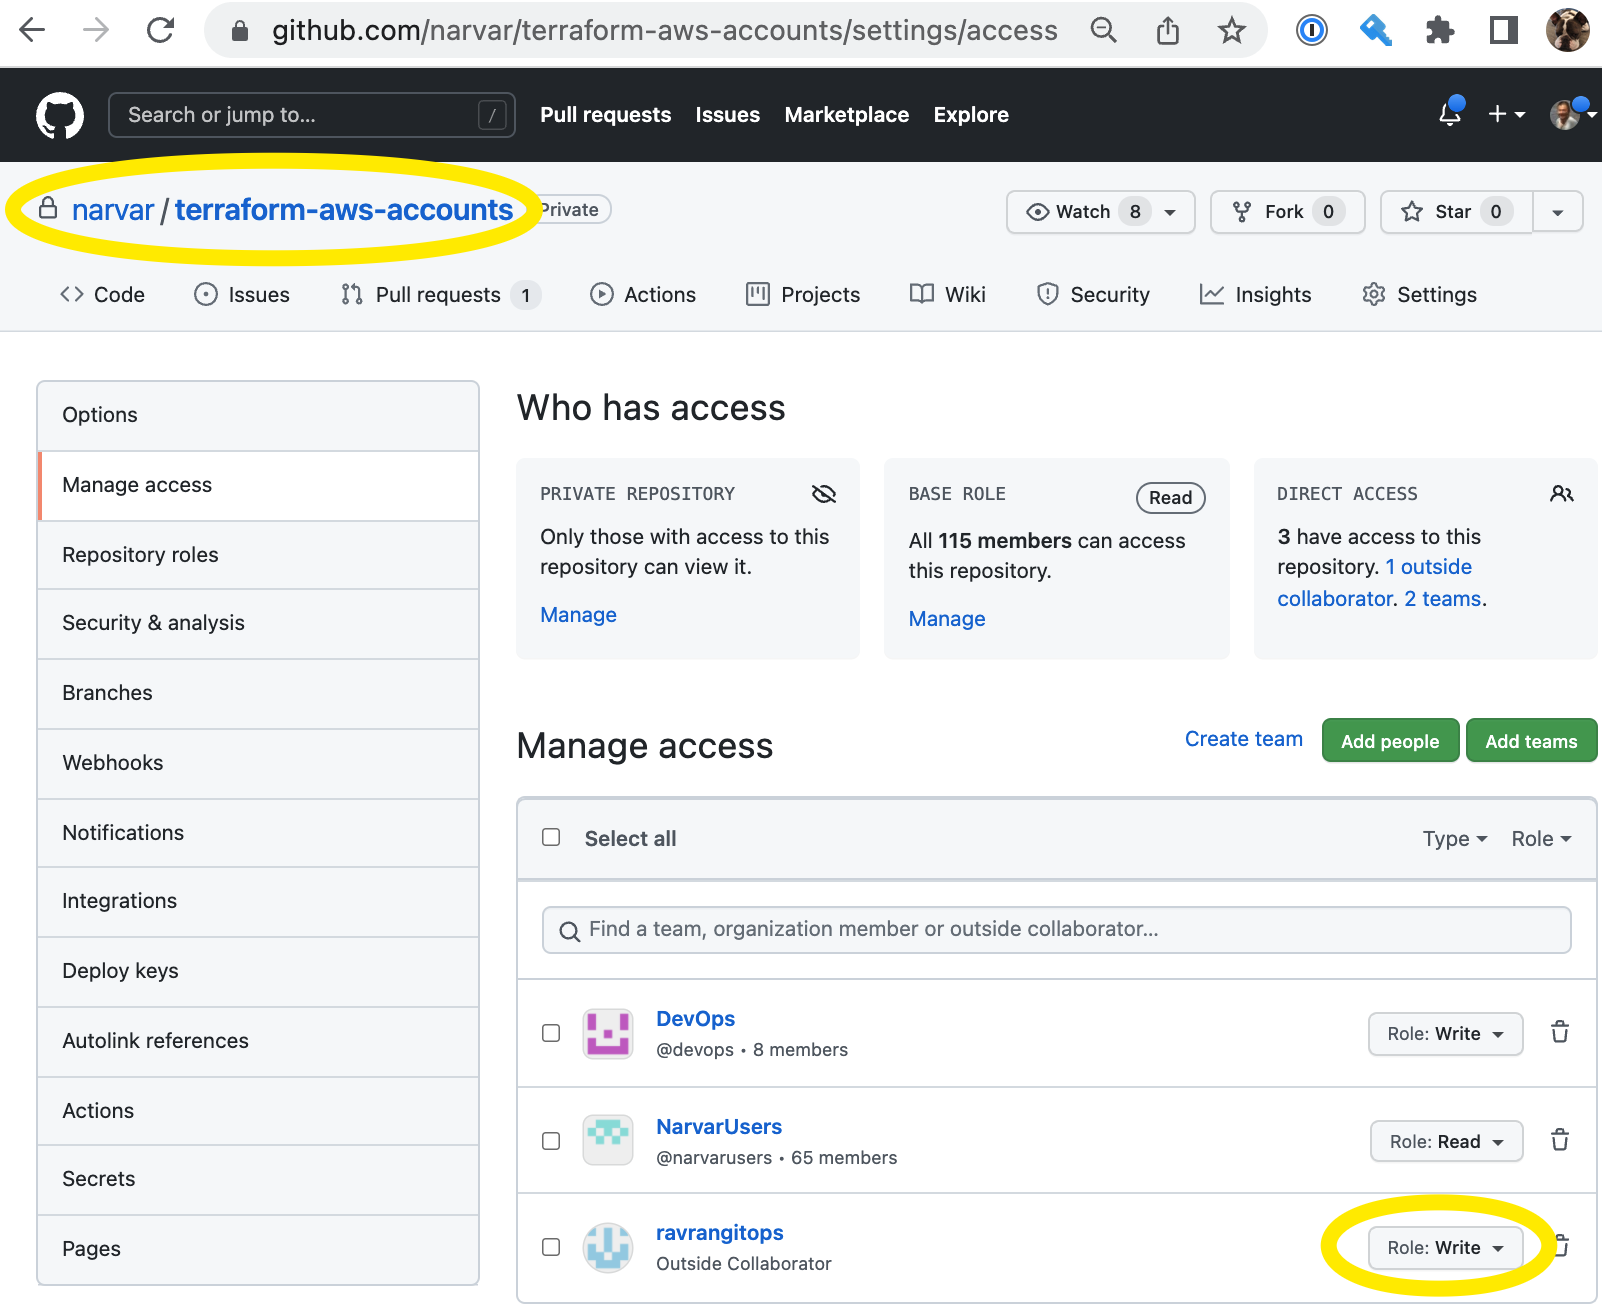 github.com/narvar/terraform-aws-accounts/settings/access
Search or jump to... /
Pull requests Issues Marketplace Explore
narvar / terraform-aws-accounts Private
Watch 8
Fork 0
Star 0
Code Issues Pull requests 1 Actions Projects Wiki Security Insights Settings
Options
Manage access
Repository roles
Security & analysis
Branches
Webhooks
Notifications
Integrations
Deploy keys
Autolink references
Actions
Secrets
Pages
Who has access
PRIVATE REPOSITORY
Only those with access to this
repository can view it.
Manage
BASE ROLE Read
All 115 members can access
this repository.
Manage
DIRECT ACCESS
3 have access to this
repository. 1 outside
collaborator. 2 teams.
Manage access
Create team Add people Add teams
Select all Type Role
Find a team, organization member or outside collaborator...
DevOps
@devops • 8 members
Role: Write
NarvarUsers
@narvarusers • 65 members
Role: Read
ravrangitops
Outside Collaborator
Role: Write